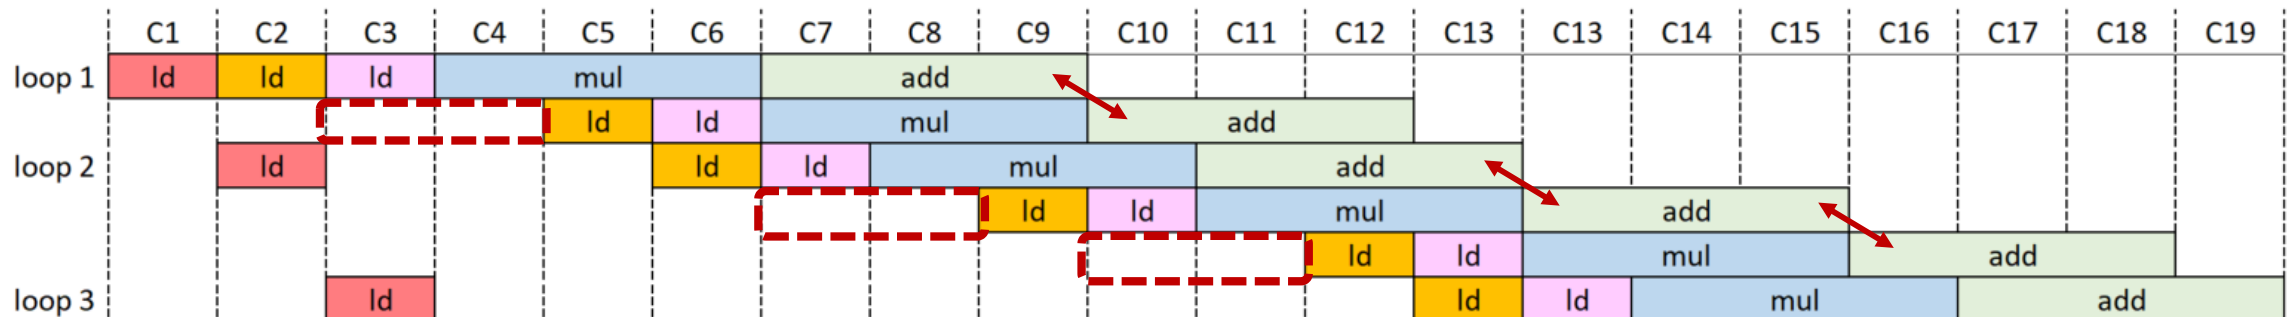 C1 C2 C3 C4 C5 C6 C7 C8 C9 C10 C11 C12 C13 C13 C14 C15 C16 C17 C18 C19
loop 1 ld ld ld mul add
ld ld mul add
loop 2 ld ld ld mul add
ld ld mul add
ld ld mul add
loop 3 ld ld ld mul add